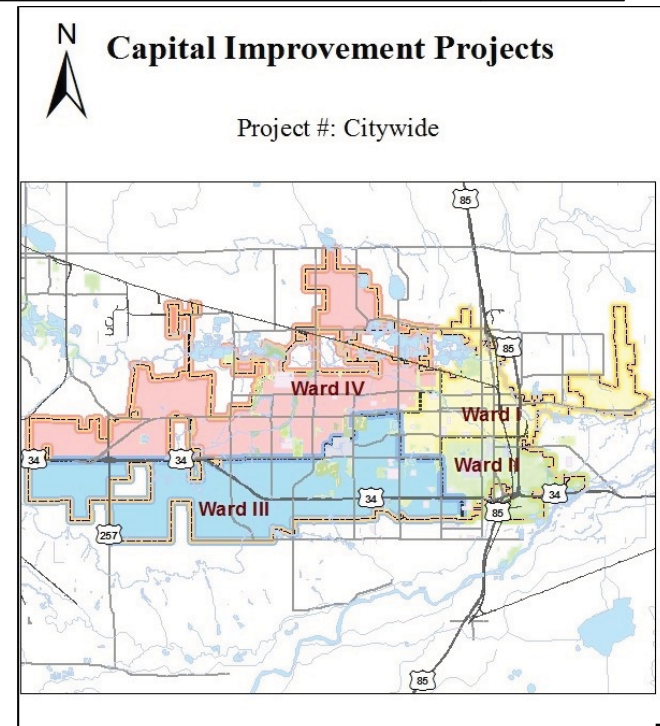 N
Capital Improvement Projects
Project #: Citywide
85
85
Ward IV
Ward I
34
34
Ward II
34
34
Ward III
85
257
85